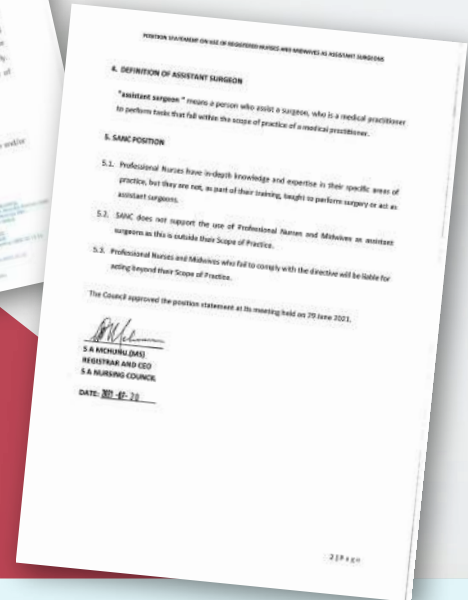 POSITION STATEMENT ON USE OF REGISTERED NURSES AND MIDWIVES AS ASSISTANT SURGEONS
4. DEFINITION OF ASSISTANT SURGEON
"assistant surgeon " means a person who assist a surgeon, who is a medical practitioner
to perform tasks that fall within the scope of practice of a medical practitioner.
5. SANC POSITION
5.1. Professional Nurses have in-depth knowledge and expertise in their specific areas of
practice, but they are not, as part of their training, taught to perform surgery or act as
assistant surgeons.
5.2. SANC does not support the use of Professional Nurses and Midwives as assistant
surgeons as this is outside their Scope of Practice.
5.3. Professional Nurses and Midwives who fail to comply with the directive will be liable for
acting beyond their Scope of Practice.
The Council approved the position statement at its meeting held on 29 June 2021.
S A MCHUNU (MS)
REGISTRAR AND CEO
S A NURSING COUNCIL
DATE: 2021 -07- 20
2 | P a g e
and/or
of